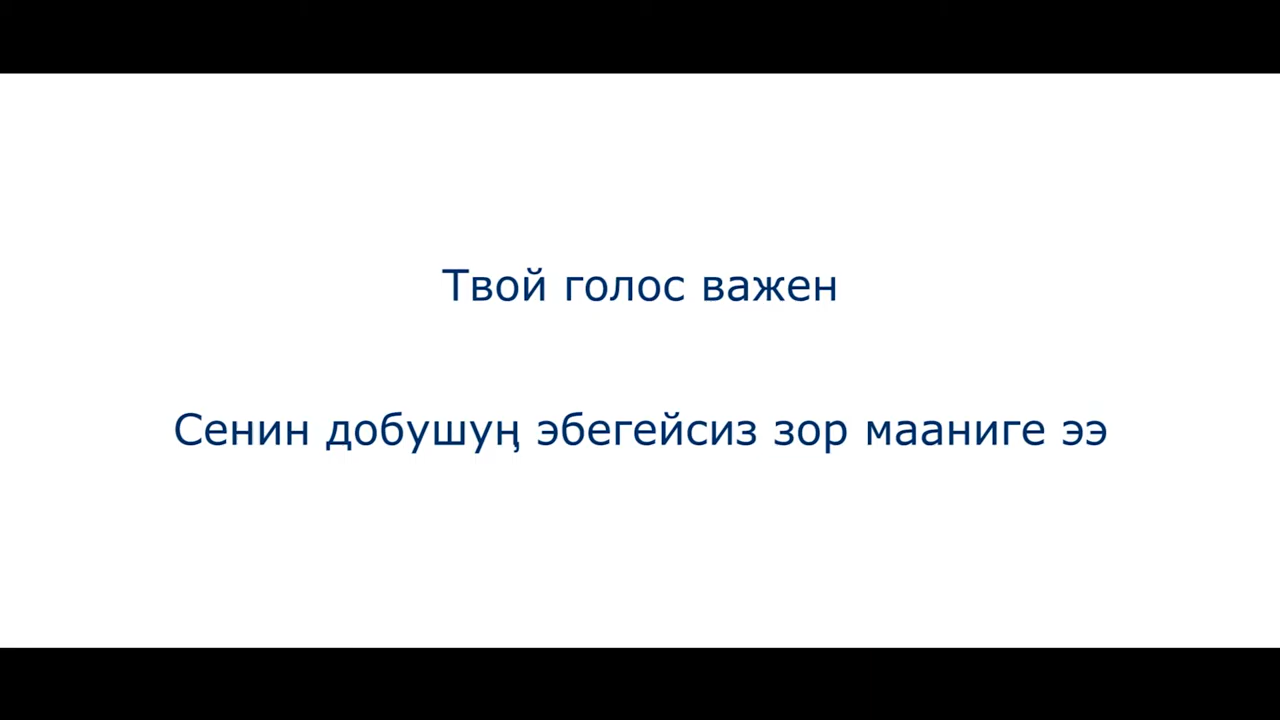 Твой голос важен
Сенин добушуң эбегейсиз зор мааниге ээ